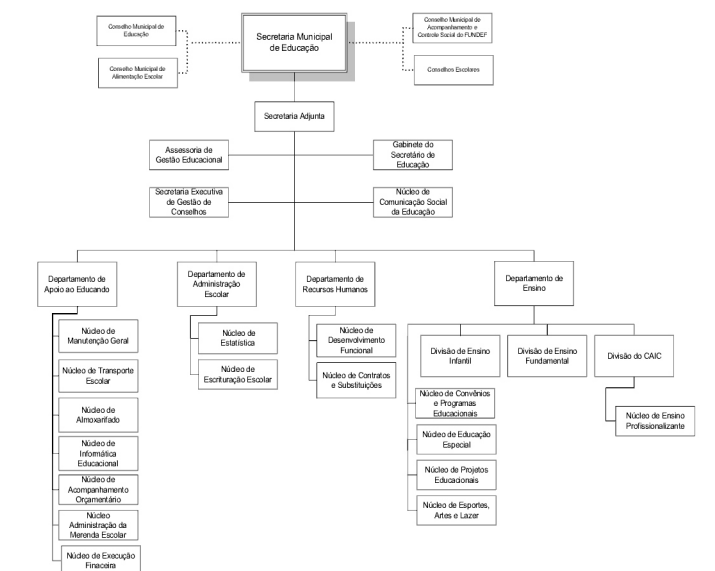 Conselho Municipal de
Educação
Conselho Municipal de
Alimentação Escolar
Secretaria Municipal
de Educação
Conselho Municipal de
Acompanhamento e
Controle Social do FUNDEF
Conselhos Escolares
Secretaria Adjunta
Assessoria de
Gestão Educacional
Gabinete do
Secretário de
Educação
Secretaria Executiva
de Gestão de
Conselhos
Núcleo de
Comunicação Social
da Educação
Departamento de
Apoio ao Educando
Departamento de
Administração
Escolar
Departamento de
Recursos Humanos
Departamento de
Ensino
Núcleo de
Manutenção Geral
Núcleo de Transporte
Escolar
Núcleo de
Almoxarifado
Núcleo de
Informática
Educacional
Núcleo de
Acompanhamento
Orçamentário
Núcleo
Administração da
Merenda Escolar
Núcleo de Execução
Finaceira
Núcleo de
Estatística
Núcleo de
Escrituração Escolar
Núcleo de
Desenvolvimento
Funcional
Núcleo de Contratos
e Substituições
Divisão de Ensino
Infantil
Divisão de Ensino
Fundamental
Divisão do CAIC
Núcleo de Convênios
e Programas
Educacionais
Núcleo de Educação
Especial
Núcleo de Projetos
Educacionais
Núcleo de Esportes,
Artes e Lazer
Núcleo de Ensino
Profissionalizante